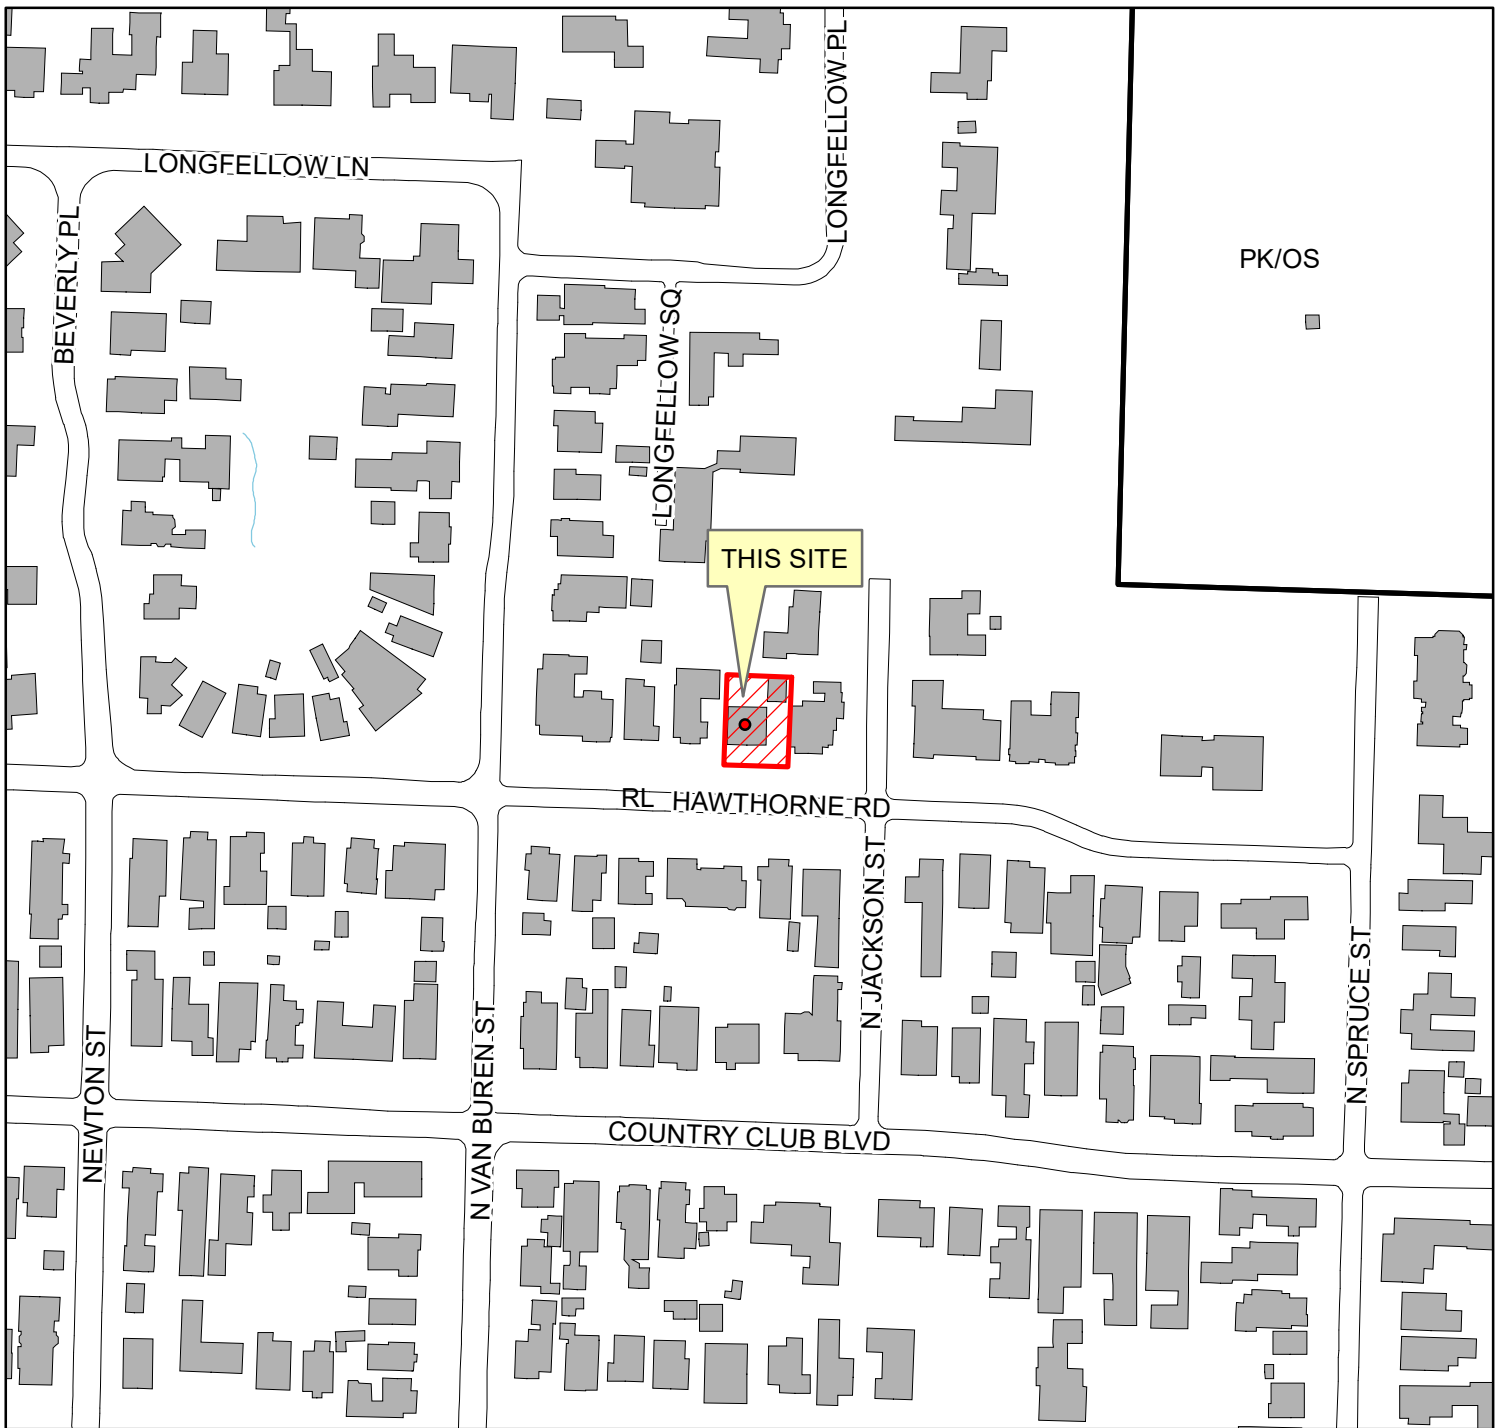 LONGFELLOW PL
LONGFELLOW LN
BEVERLY PL
PK/OS
LONGFELLOW SQ
THIS SITE
RL HAWTHORNE RD
N JACKSON ST
N SPRUCE ST
N VAN BUREN ST
NEWTON ST
COUNTRY CLUB BLVD